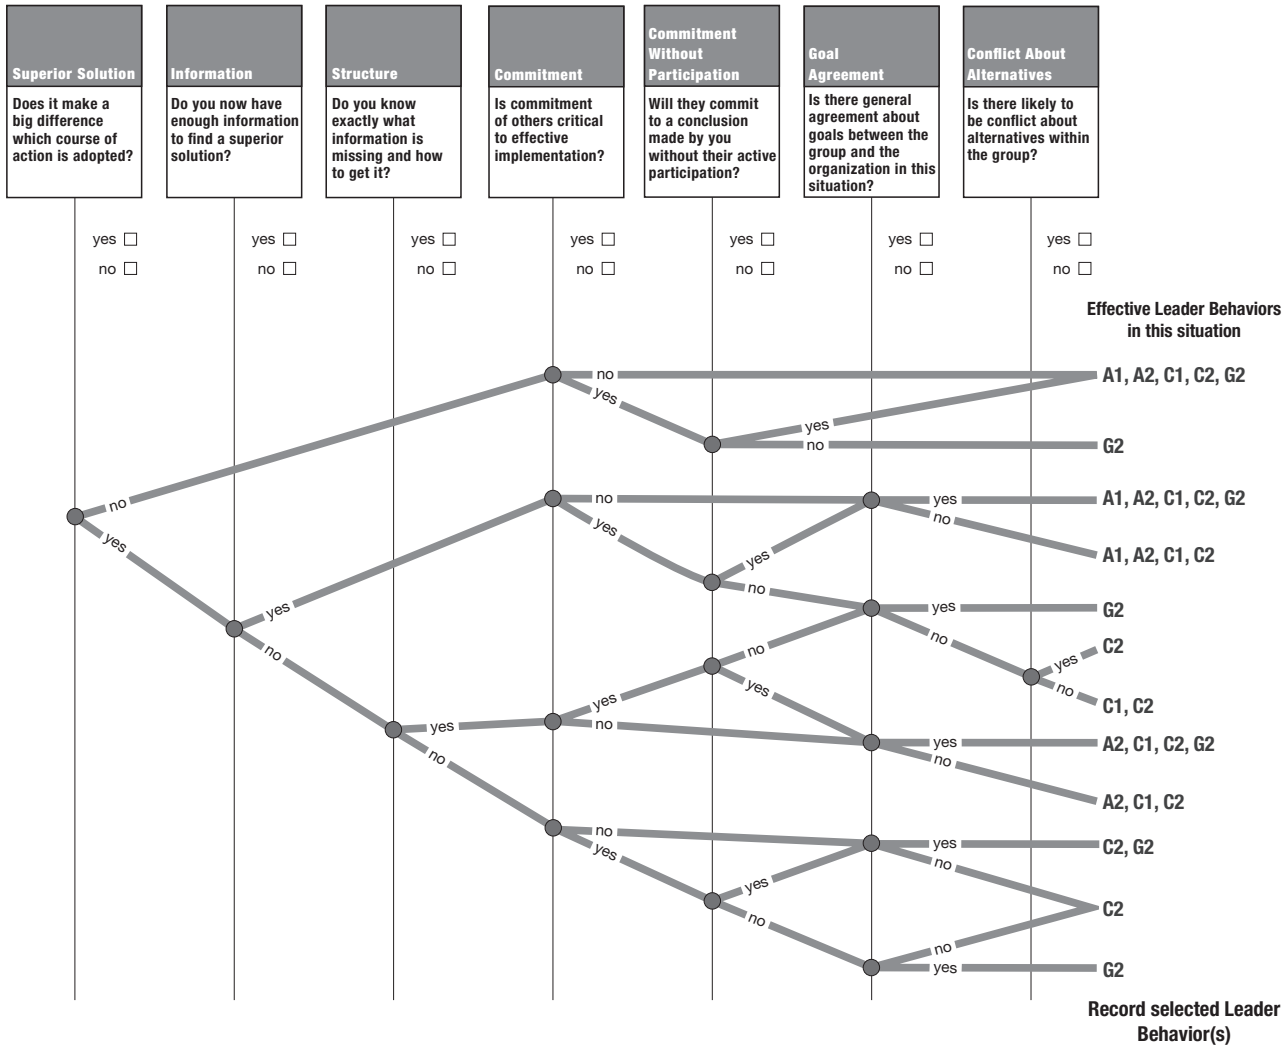 Superior Solution
Does it make a
big difference
which course of
action is adopted?
Information
Do you now have
enough information
to find a superior
solution?
Structure
Do you know
exactly what
information is
missing and how
to get it?
Commitment
Is commitment
of others critical
to effective
implementation?
Commitment
Without
Participation
Will they commit
to a conclusion
made by you
without their active
participation?
Goal
Agreement
Is there general
agreement about
goals between the
group and the
organization in this
situation?
Conflict About
Alternatives
Is there likely to
be conflict about
alternatives within
the group?
yes yes yes yes yes yes yes
no no no no no no no
Effective Leader Behaviors
in this situation
no A1, A2, C1, C2, G2
yes
yes
no G2
no
no yes A1, A2, C1, C2, G2
no
yes
yes
A1, A2, C1, C2
yes
no
yes
yes G2
no
no
no
C2
yes
yes
no
yes
C1, C2
yes
no
yes A2, C1, C2, G2
no
no
A2, C1, C2
no
yes C2, G2
yes
no
yes
C2
no
no
yes G2
Record selected Leader
Behavior(s)